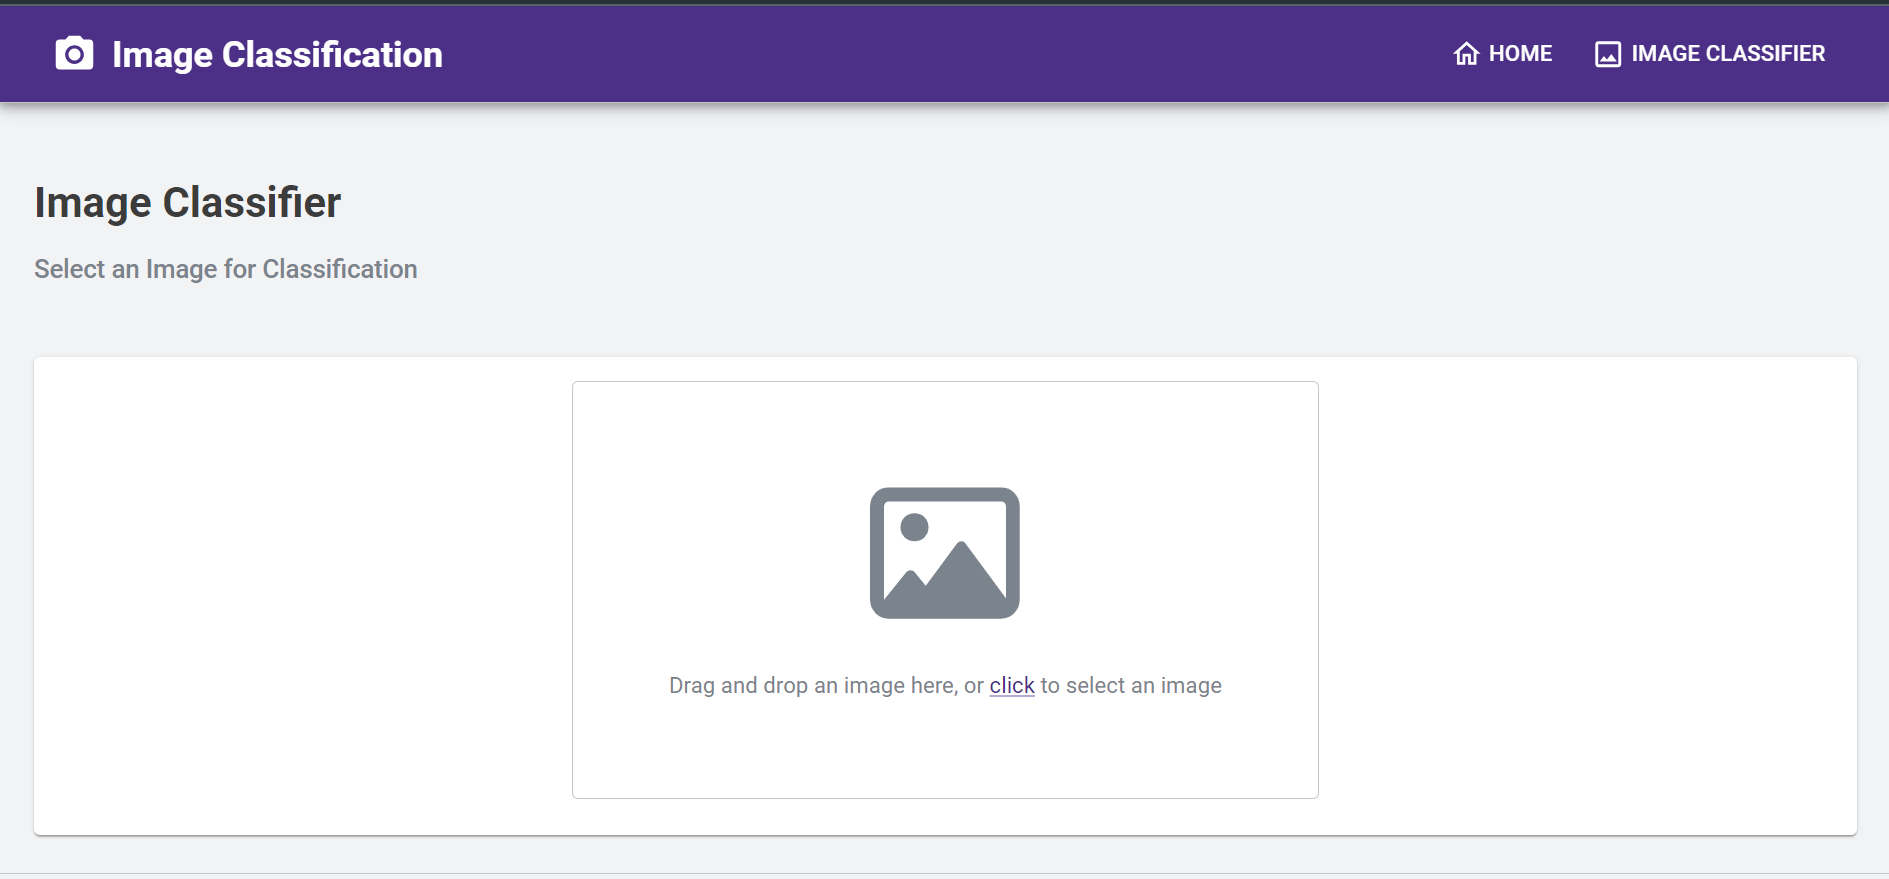 Image Classification
HOME
IMAGE CLASSIFIER
Image Classifier
Select an Image for Classification
Drag and drop an image here, or click to select an image